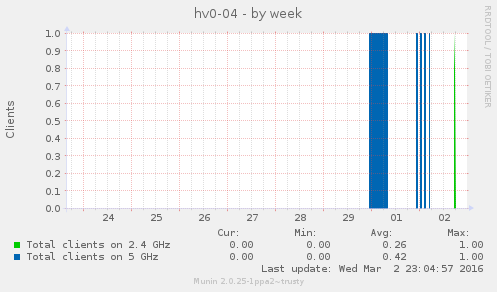 hv0-04 - by week
RRDTOOL / TOBI OETIKER
Clients
1.0
0.9
0.8
0.7
0.6
0.5
0.4
0.3
0.2
0.1
0.0
24 25 26 27 28 29 01 02
Cur: Min: Avg: Max:
Total clients on 2.4 GHz 0.00 0.00 0.26 1.00
Total clients on 5 GHz 0.00 0.00 0.42 1.00
Last update: Wed Mar 2 23:04:57 2016
Munin 2.0.25-1ppa2~trusty